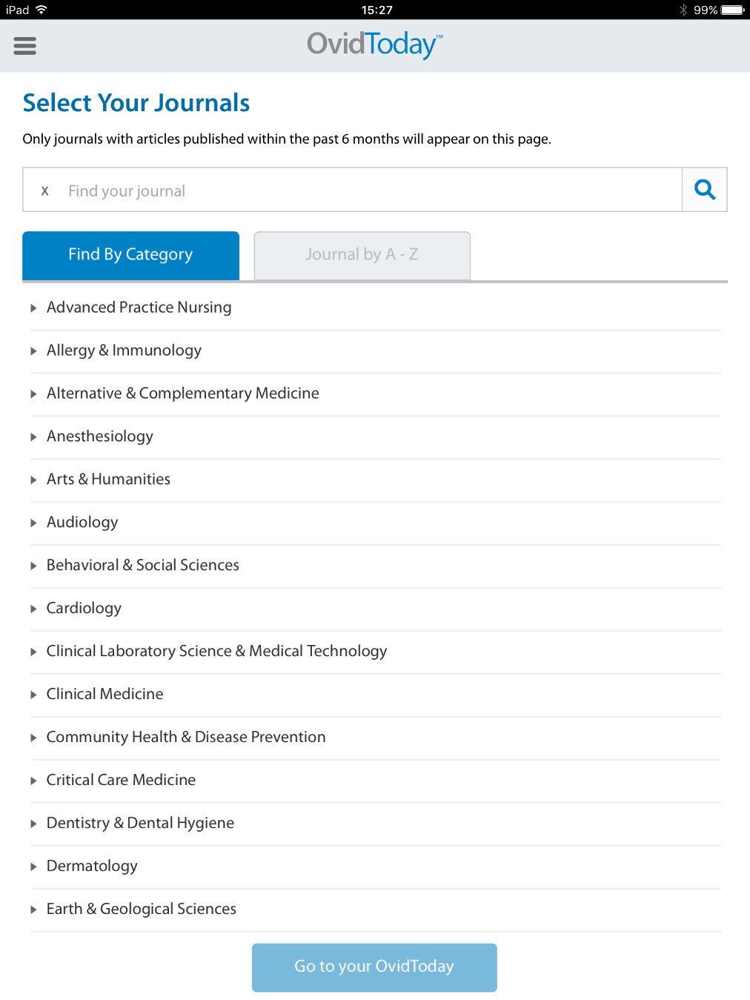 iPad 15:27 99%
OvidToday™
Select Your Journals
Only journals with articles published within the past 6 months will appear on this page.
x Find your journal
Find By Category Journal by A - Z
Advanced Practice Nursing
Allergy & Immunology
Alternative & Complementary Medicine
Anesthesiology
Arts & Humanities
Audiology
Behavioral & Social Sciences
Cardiology
Clinical Laboratory Science & Medical Technology
Clinical Medicine
Community Health & Disease Prevention
Critical Care Medicine
Dentistry & Dental Hygiene
Dermatology
Earth & Geological Sciences
Go to your OvidToday